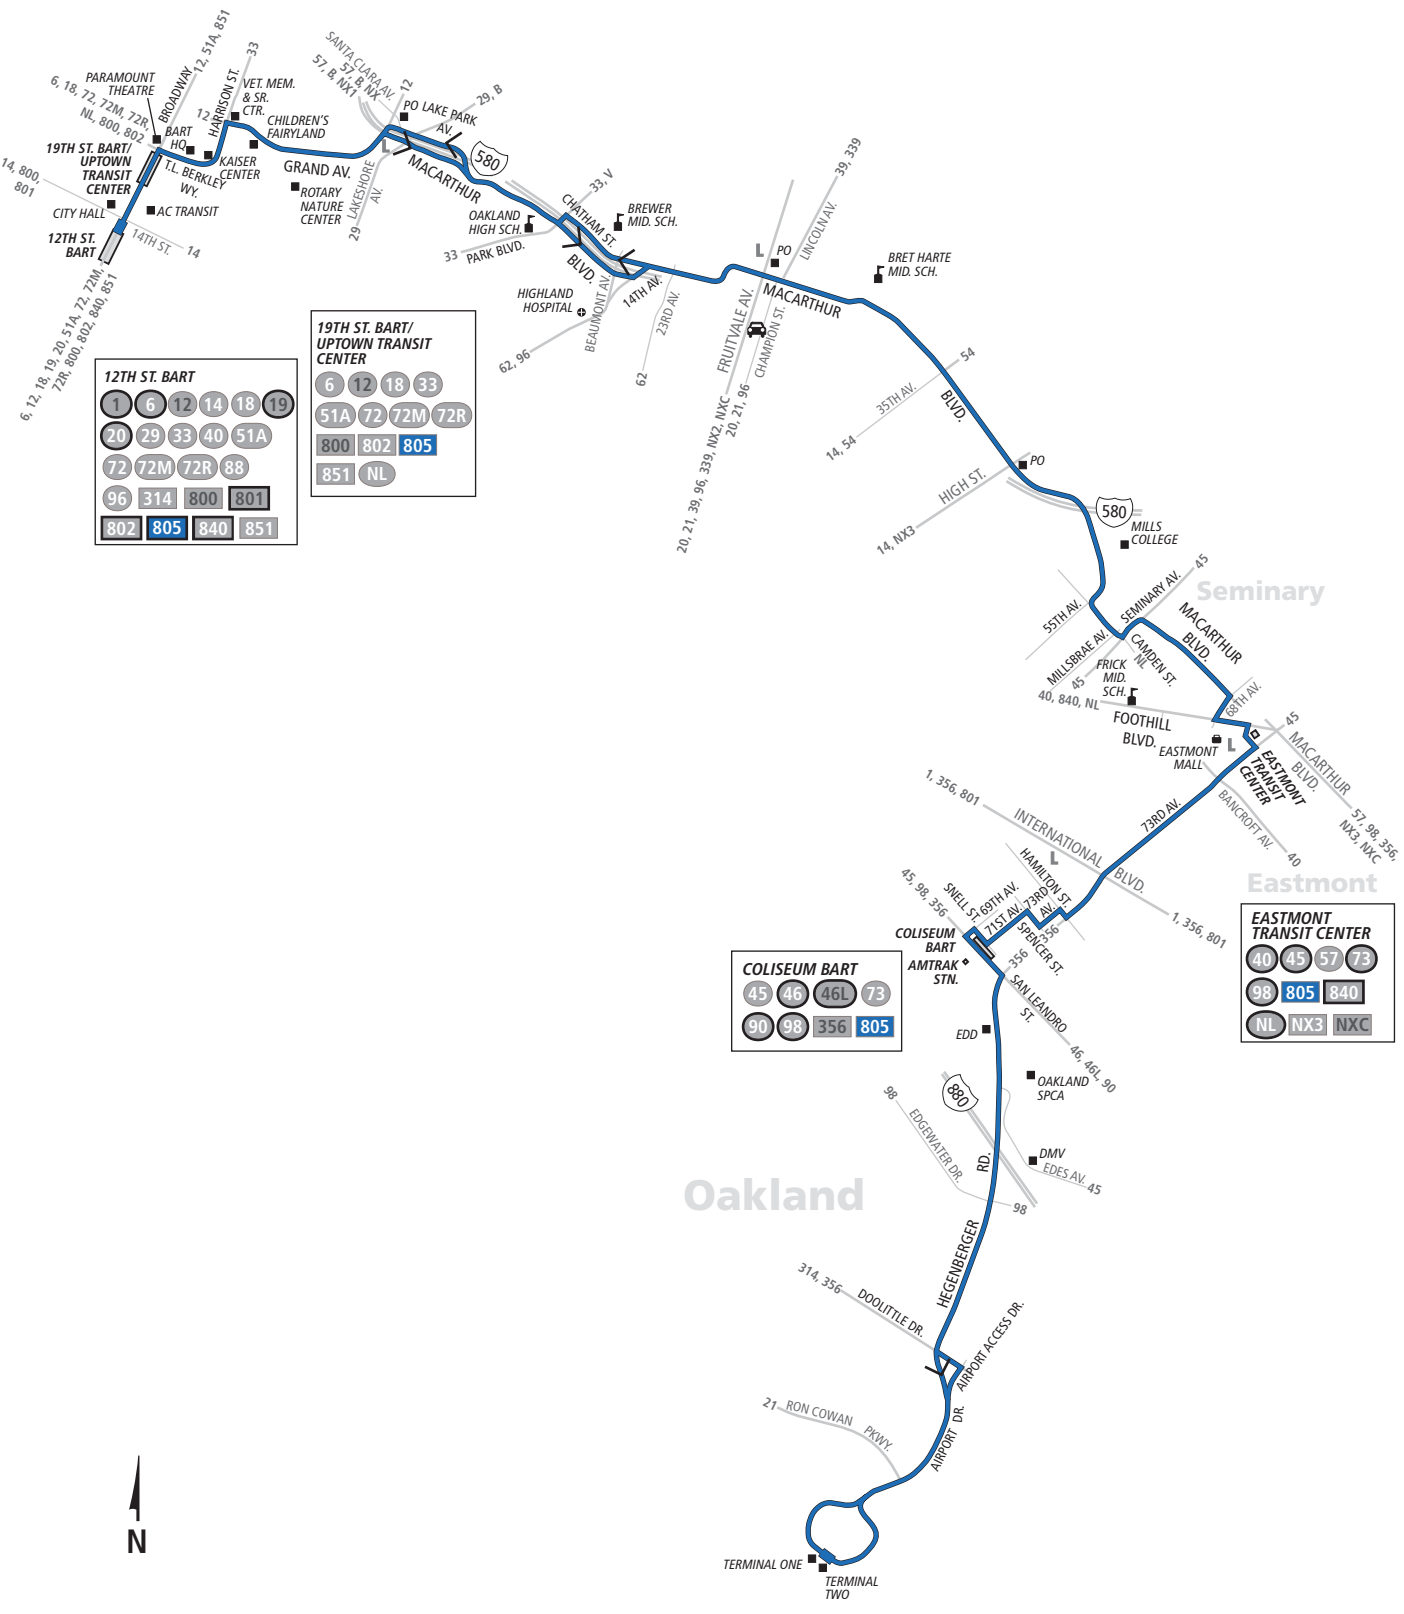 SANTA CLARA AV.
57, B, NX
57, B, NX1
12
29, B
12, 51A, 851
33
BROADWAY
HARRISON ST.
12
PARAMOUNT
THEATRE
6, 18, 72, 72M, 72R,
NL, 800, 802
VET. MEM.
& SR.
CTR.
CHILDREN'S
FAIRYLAND
BART
HQ
KAISER
CENTER
19TH ST. BART/
UPTOWN
TRANSIT
CENTER
T.L. BERKLEY
WY.
GRAND AV.
PO
LAKE PARK
AV.
L
580
MACARTHUR
LAKESHORE
AV.
29
ROTARY
NATURE
CENTER
14, 800,
801
CITY HALL
AC TRANSIT
12TH ST.
BART
14TH ST.
14
6, 12, 18, 19, 20, 51A, 72, 72M,
72R, 800, 802, 840, 851
33, V
CHATHAM ST.
OAKLAND
HIGH SCH.
BREWER
MID. SCH.
33
PARK BLVD.
BLVD.
HIGHLAND
HOSPITAL
BEAUMONT AV.
14TH AV.
23RD AV.
62, 96
62
39, 339
LINCOLN AV.
L
PO
MACARTHUR
BRET HARTE
MID. SCH.
FRUITVALE AV.
CHAMPION ST.
20, 21, 39, 96, 339, NX2, NXC
20, 21, 96
54
35TH AV.
14, 54
BLVD.
PO
HIGH ST.
14, NX3
580
MILLS
COLLEGE
12TH ST. BART
1 6 12 14 18 19
20 29 33 40 51A
72 72M 72R 88
96 314 800 801
802 805 840 851
19TH ST. BART/
UPTOWN TRANSIT
CENTER
6 12 18 33
51A 72 72M 72R
800 802 805
851 NL
45
Seminary
55TH AV.
SEMINARY AV.
MACARTHUR
BLVD.
MILLSBRAE AV.
CAMDEN ST.
NL
45
FRICK
MID.
SCH.
40, 840, NL
68TH AV.
FOOTHILL
BLVD.
EASTMONT
MALL
L
45
MACARTHUR
BLVD.
EASTMONT
TRANSIT
CENTER
57, 98, 356,
NX3, NXC
73RD AV.
BANCROFT AV.
40
1, 356, 801
INTERNATIONAL
BLVD.
L
1, 356, 801
Eastmont
HAMILTON ST.
73RD
AV.
69TH AV.
71ST AV.
SNELL ST.
SPENCER ST.
356
356
45, 98, 356
COLISEUM
BART
AMTRAK
STN.
SAN LEANDRO
ST.
46, 46L, 90
EASTMONT
TRANSIT CENTER
40 45 57 73
98 805 840
NL NX3 NXC
COLISEUM BART
45 46 46L 73
90 98 356 805
EDD
OAKLAND
SPCA
880
98
EDGEWATER DR.
98
DMV
EDES AV.
45
RD.
Oakland
HEGENBERGER
314, 356
DOOLITTLE DR.
AIRPORT ACCESS DR.
21
RON COWAN
PKWY.
AIRPORT DR.
N
TERMINAL ONE
TERMINAL
TWO